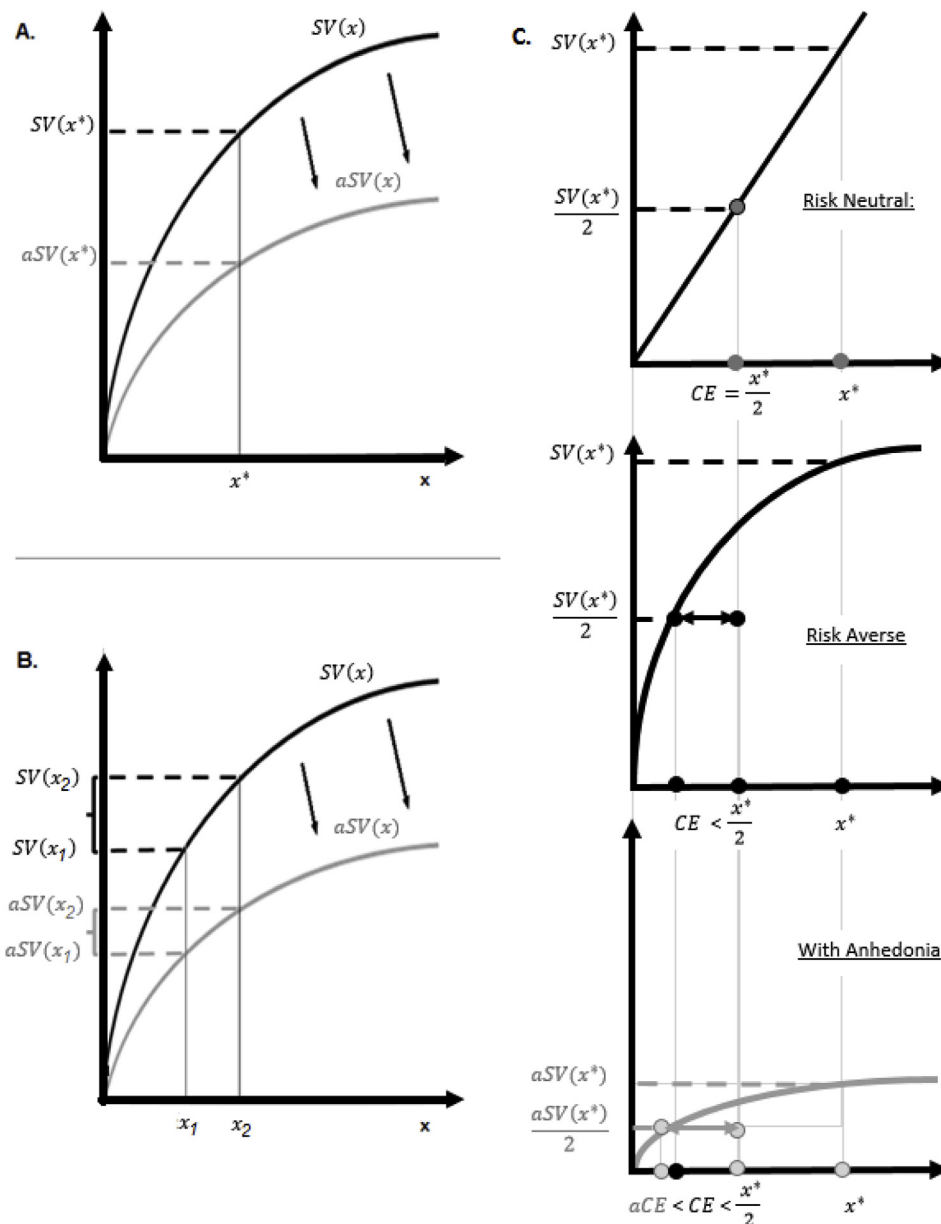 A.
SV(x)
SV(x*)
aSV(x)
aSV(x*)
x*
x
B.
SV(x)
SV(x₂)
aSV(x)
SV(x₁)
aSV(x₂)
aSV(x₁)
x₁
x₂
x
C.
SV(x*)
SV(x*)
2
Risk Neutral:
CE = x*/2
x*
SV(x*)
SV(x*)
2
Risk Averse
CE < x*/2
x*
With Anhedonia
aSV(x*)
aSV(x*)
2
aCE < CE < x*/2
x*